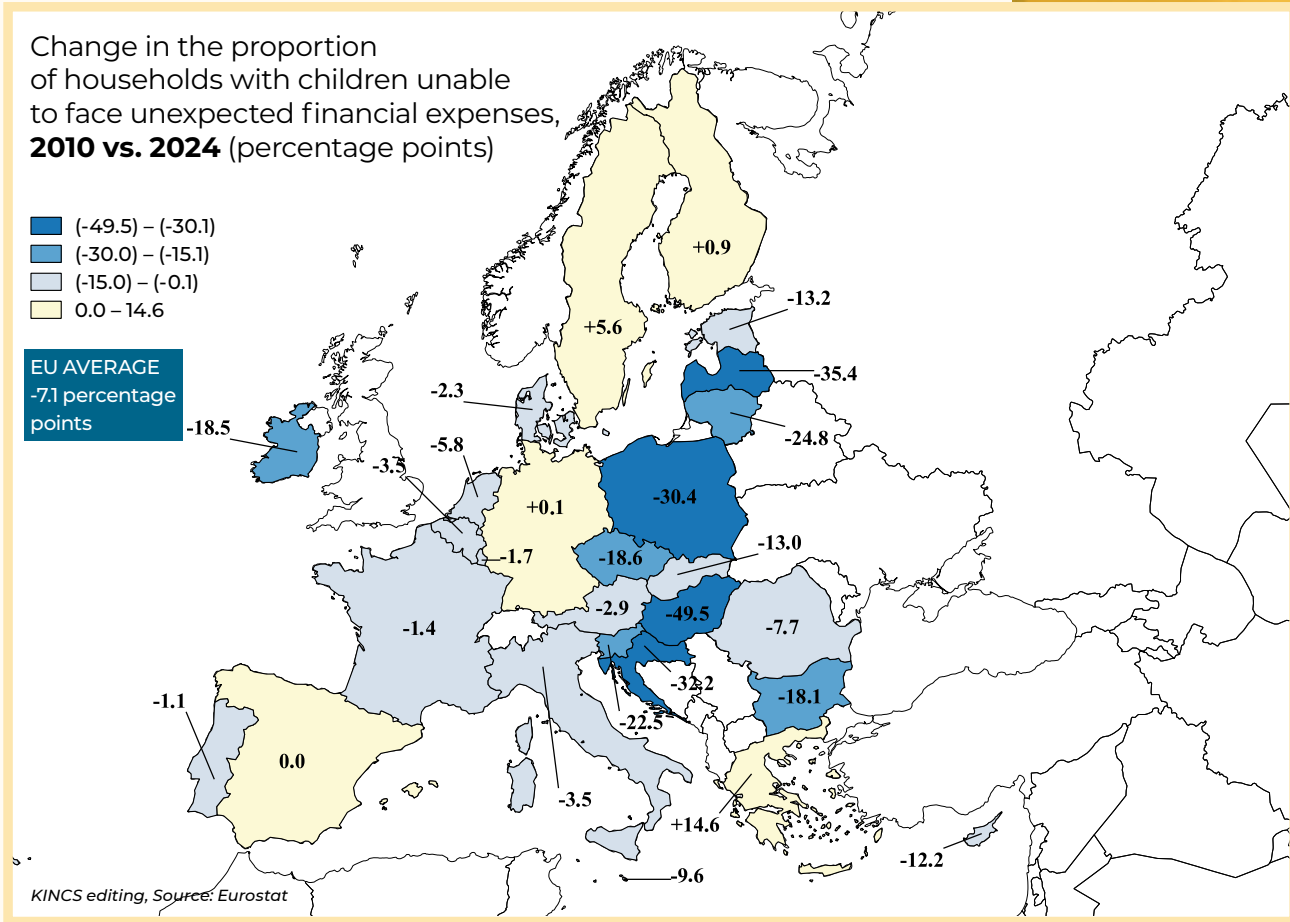 Change in the proportion
of households with children unable
to face unexpected financial expenses,
2010 vs. 2024 (percentage points)
(-49.5) – (-30.1)
(-30.0) – (-15.1)
(-15.0) – (-0.1)
0.0 – 14.6
EU AVERAGE
-7.1 percentage
points
+0.9
-13.2
+5.6
-35.4
-2.3
-18.5
-24.8
-5.8
-3.5
-30.4
+0.1
-13.0
-1.7
-18.6
-2.9
-49.5
-1.4
-7.7
-32.2
-18.1
-1.1
-22.5
0.0
-3.5
+14.6
-12.2
-9.6
KINCS editing, Source: Eurostat